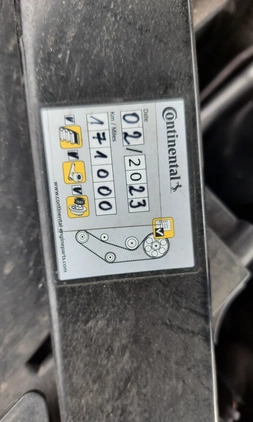 Continental
Date
02/2023
km / Miles
171000
www.continental-engineparts.com